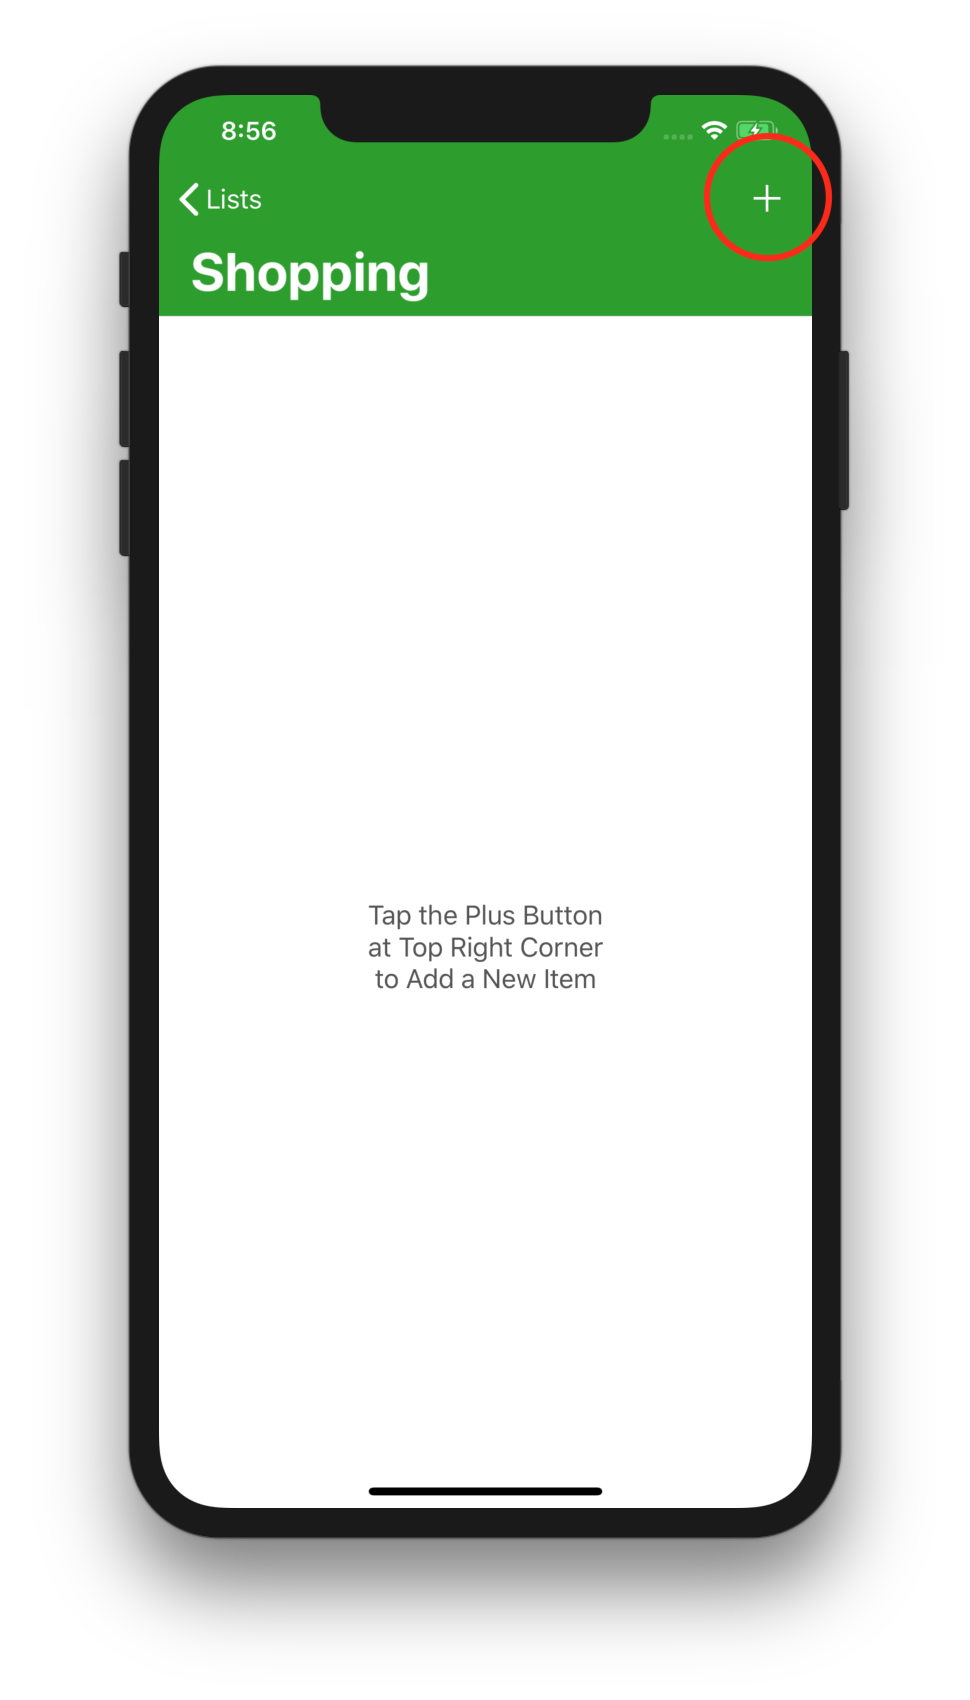 8:56
Lists
Shopping
Tap the Plus Button
at Top Right Corner
to Add a New Item